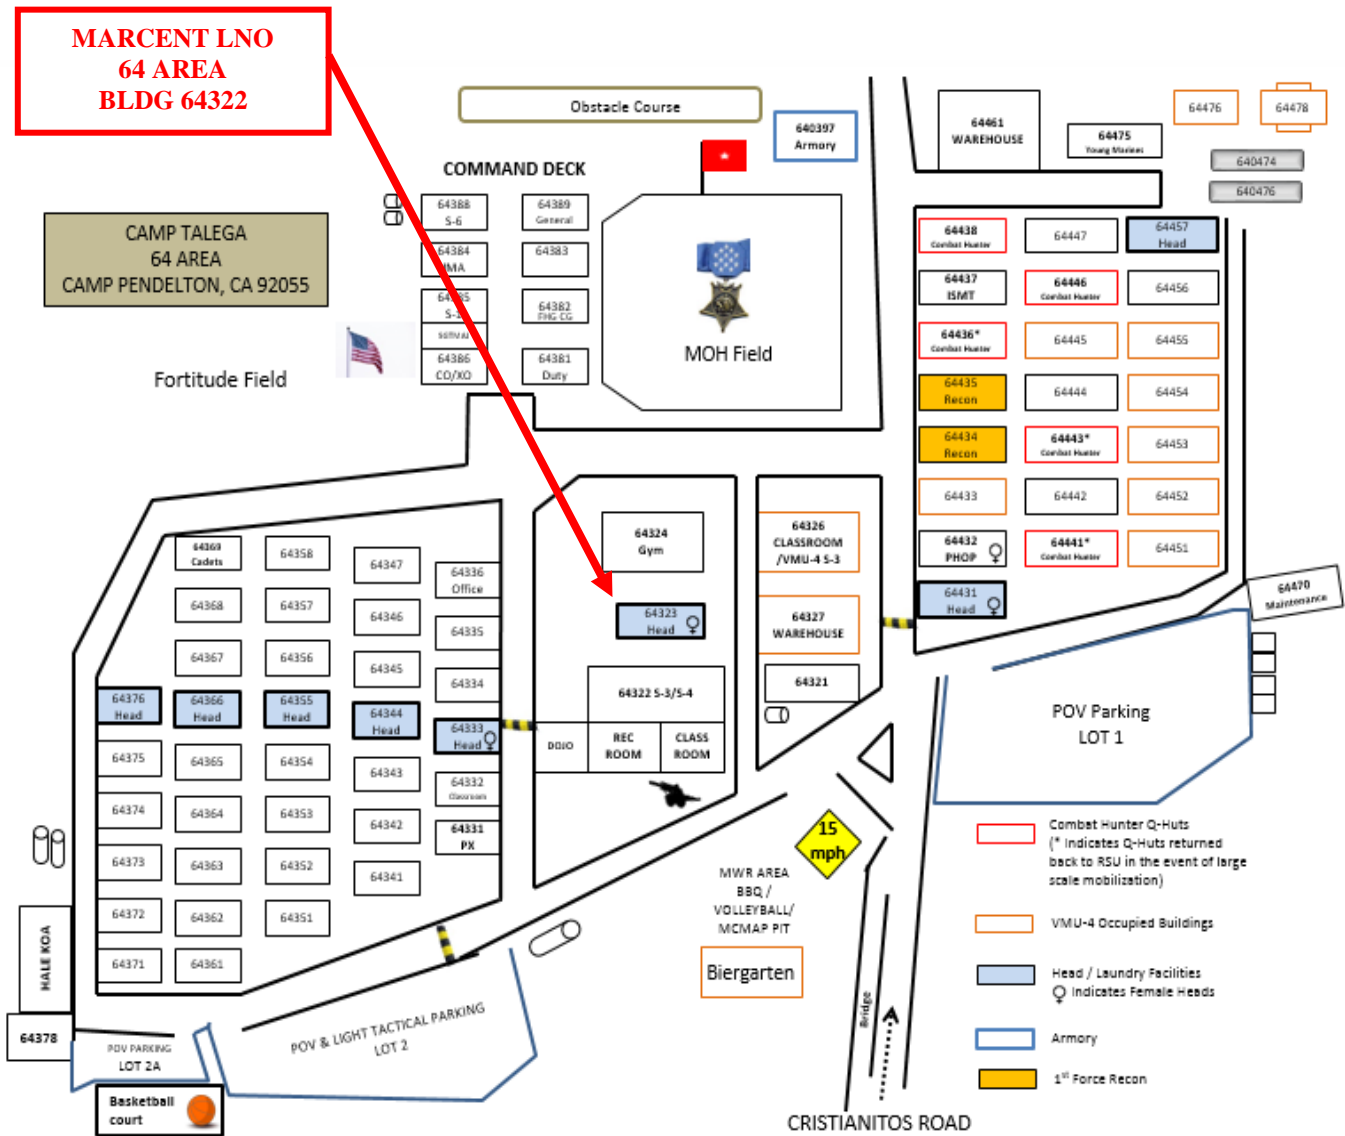 MARCENT LNO
64 AREA
BLDG 64322
Obstacle Course
640397
Armory
64461
WAREHOUSE
64475
Young Marines
64476
64478
640474
640476
COMMAND DECK
CAMP TALEGA
64 AREA
CAMP PENDELTON, CA 92055
64388
S-6
64389
General
64384
64383
S-1
64382
FHG CG
64386
CO/XO
64381
Duty
Fortitude Field
MOH Field
64438
Combat Hunter
64447
64457
Head
64437
ISMT
64446
Combat Hunter
64456
64436*
Combat Hunter
64445
64455
64435
Recon
64444
64454
64434
Recon
64443*
Combat Hunter
64453
64433
64442
64452
64432
PHOP ♀
64441*
Combat Hunter
64451
64431
Head ♀
64470
Maintenance
64324
Gym
64326
CLASSROOM
/VMU-4 S-3
64323
Head ♀
64327
WAREHOUSE
64322 S-3/S-4
64321
DOJO
REC
ROOM
CLASS
ROOM
64369
Cadets
64358
64347
64336
Office
64368
64357
64346
64335
64367
64356
64345
64334
64376
Head
64366
Head
64355
Head
64344
Head
64333
Head ♀
64375
64365
64354
64343
64332
Classroom
64374
64364
64353
64342
64331
PX
64373
64363
64352
64341
64372
64362
64351
64371
64361
HALE KOA
64378
POV PARKING
LOT 2A
POV & LIGHT TACTICAL PARKING
LOT 2
Basketball
court
POV Parking
LOT 1
15
mph
MWR AREA
BBQ /
VOLLEYBALL/
MCMAP PIT
Biergarten
Bridge
CRISTIANITOS ROAD
Combat Hunter Q-Huts
(* Indicates Q-Huts returned
back to RSU in the event of large
scale mobilization)
VMU-4 Occupied Buildings
Head / Laundry Facilities
♀ Indicates Female Heads
Armory
1st Force Recon